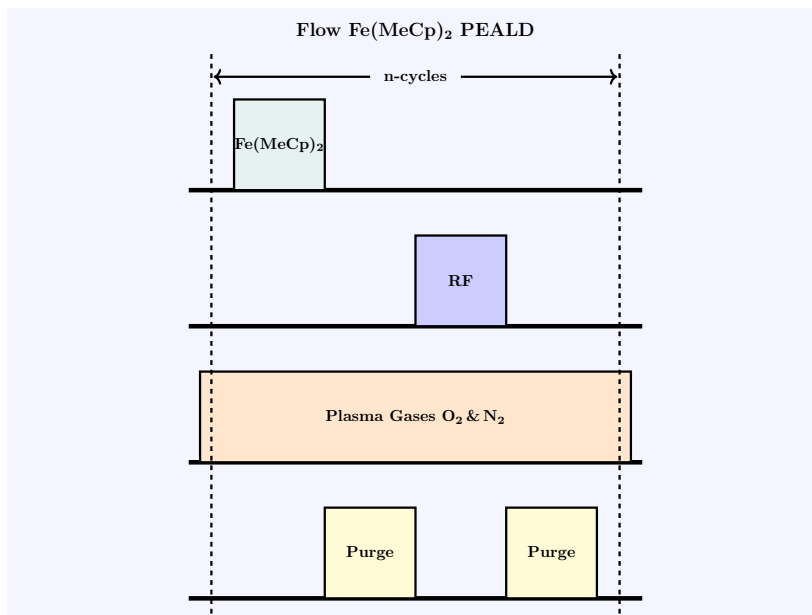 Flow Fe(MeCp)₂ PEALD
n-cycles
Fe(MeCp)₂
RF
Plasma Gases O₂ & N₂
Purge
Purge